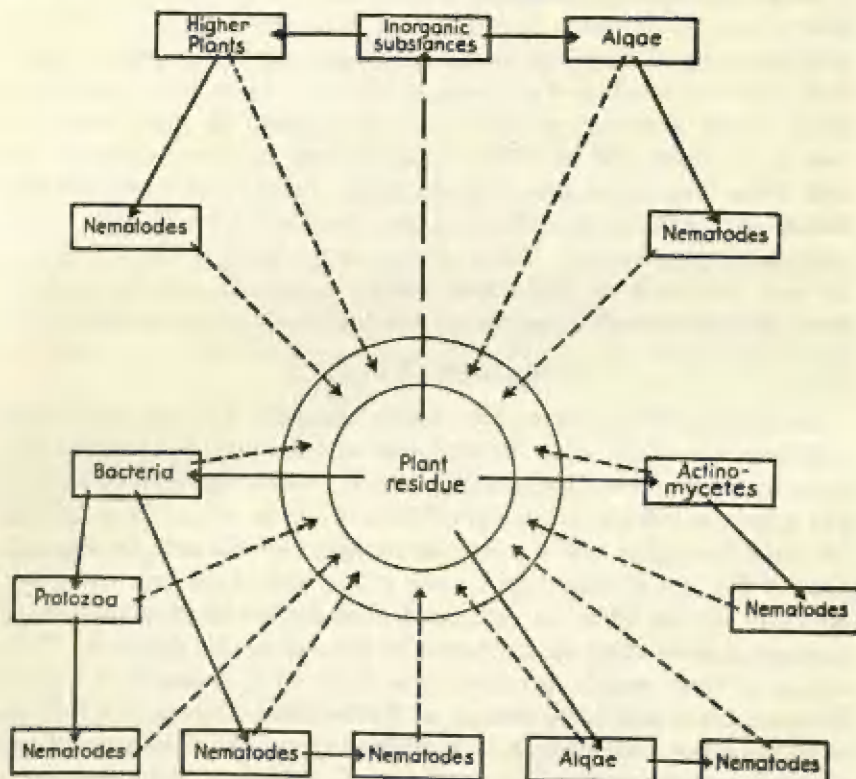 Higher
Plants
Inorganic
substances
Algae
Nematodes
Nematodes
Bacteria
Plant
residue
Actino-
mycetes
Protozoa
Nematodes
Nematodes
Nematodes
Nematodes
Algae
Nematodes